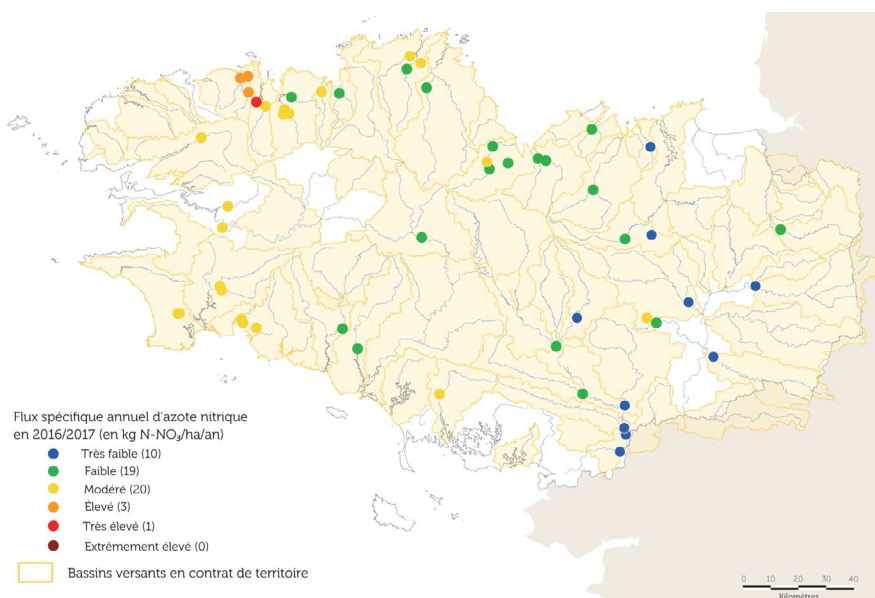 Flux spécifique annuel d'azote nitrique
en 2016/2017 (en kg N-NO₃/ha/an)
Très faible (10)
Faible (19)
Modéré (20)
Élevé (3)
Très élevé (1)
Extrêmement élevé (0)
Bassins versants en contrat de territoire
0 10 20 30 40
Kilomètres